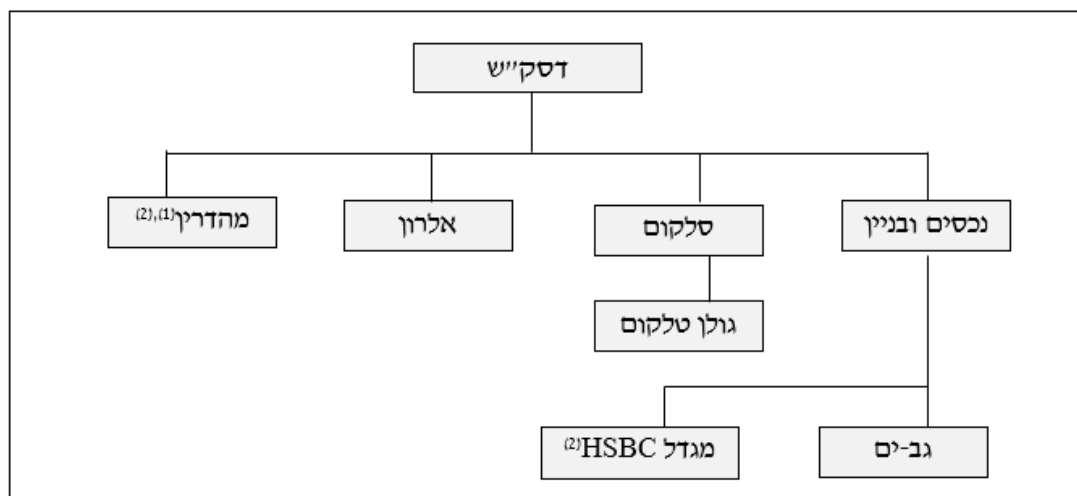 דסק״ש
נכסים ובניין
סלקום
אלרון
מהדרין(1),(2)
גולן טלקום
גב-ים
מגדל HSBC(2)